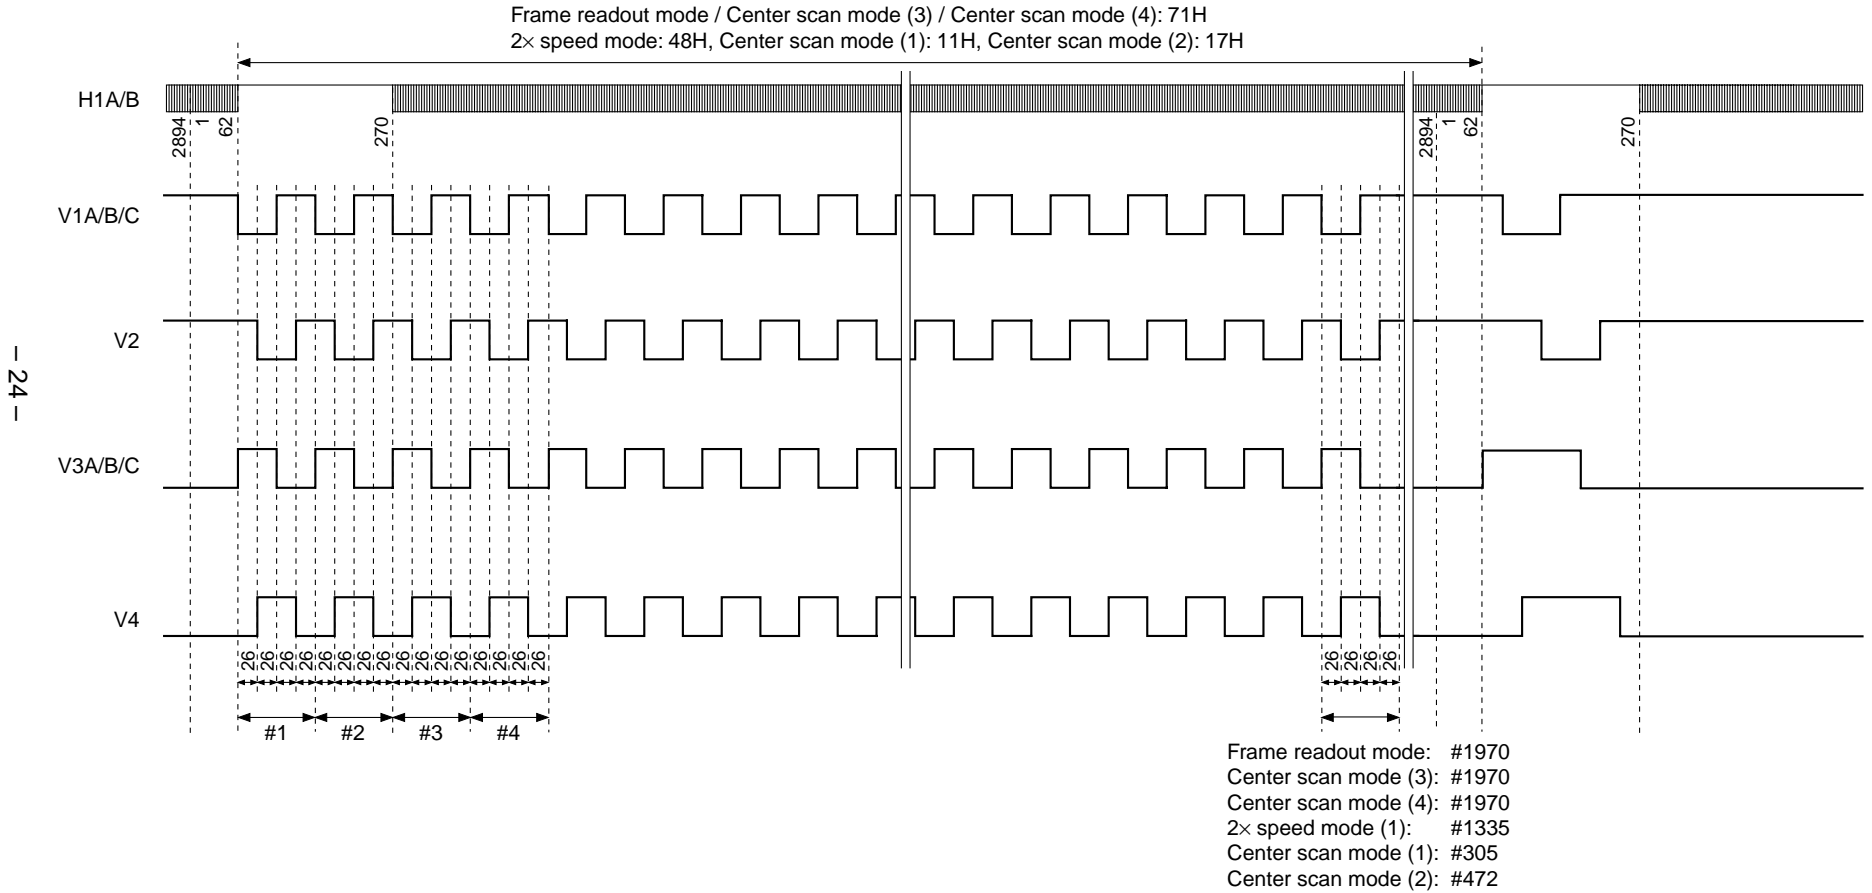 Frame readout mode / Center scan mode (3) / Center scan mode (4): 71H
2× speed mode: 48H, Center scan mode (1): 11H, Center scan mode (2): 17H
H1A/B
2894
1
62
270
2894
1
62
270
V1A/B/C
V2
– 24 –
V3A/B/C
V4
26 26 26 26 26 26 26 26 26 26 26 26 26 26 26 26
26 26 26 26
#1 #2 #3 #4
Frame readout mode: #1970
Center scan mode (3): #1970
Center scan mode (4): #1970
2× speed mode (1): #1335
Center scan mode (1): #305
Center scan mode (2): #472